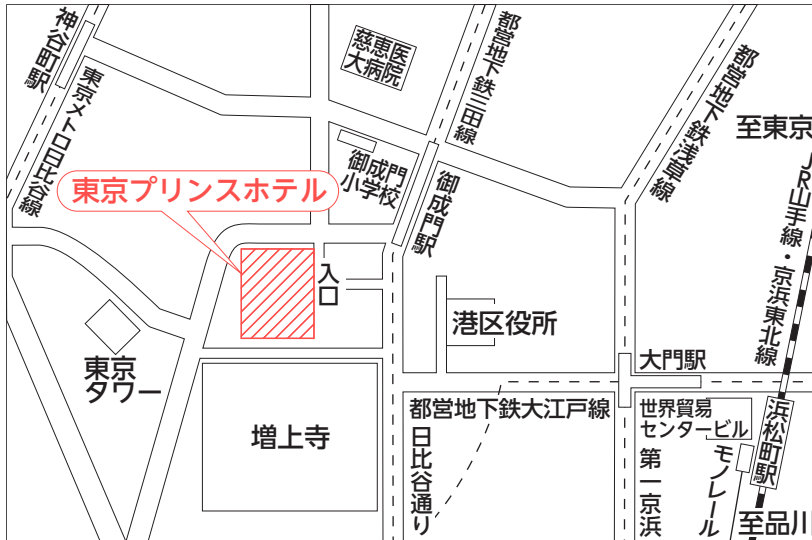 神谷町駅
東京メトロ日比谷線
慈恵医
大病院
都営地下鉄三田線
都営地下鉄浅草線
至東京
JR山手線・京浜東北線
御成門
小学校
御成門駅
東京プリンスホテル
入口
港区役所
東京
タワー
大門駅
増上寺
都営地下鉄大江戸線
日比谷通り
世界貿易
センタービル
第一京浜
モノレール
浜松町駅
至品川